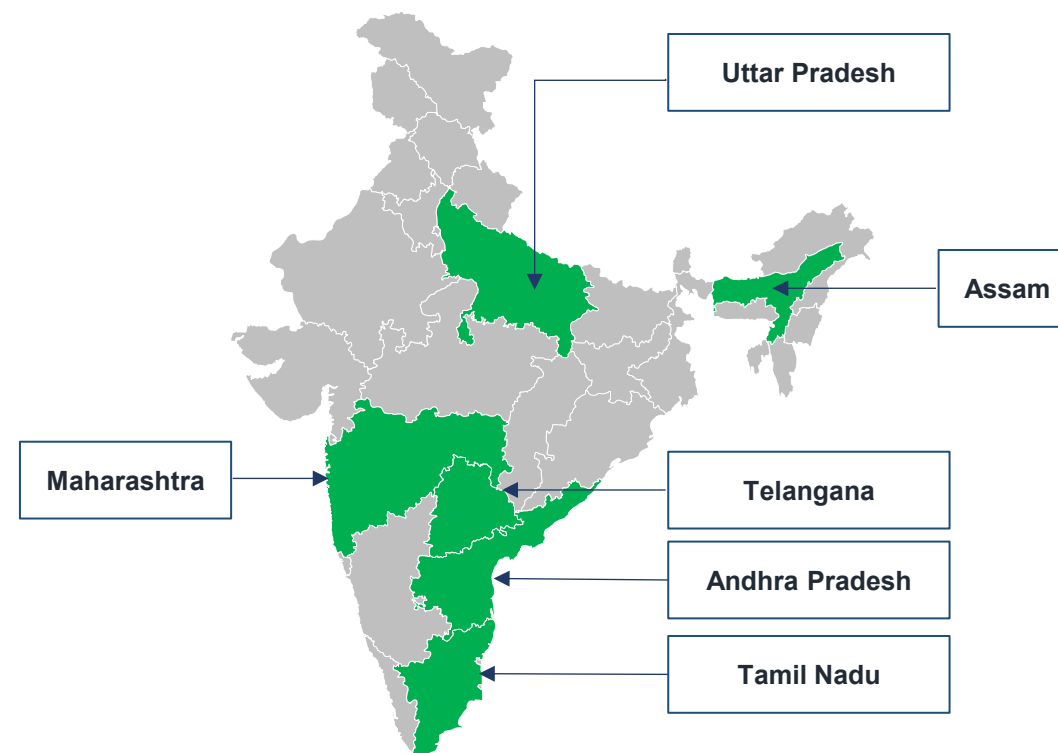 Uttar Pradesh
Assam
Maharashtra
Telangana
Andhra Pradesh
Tamil Nadu